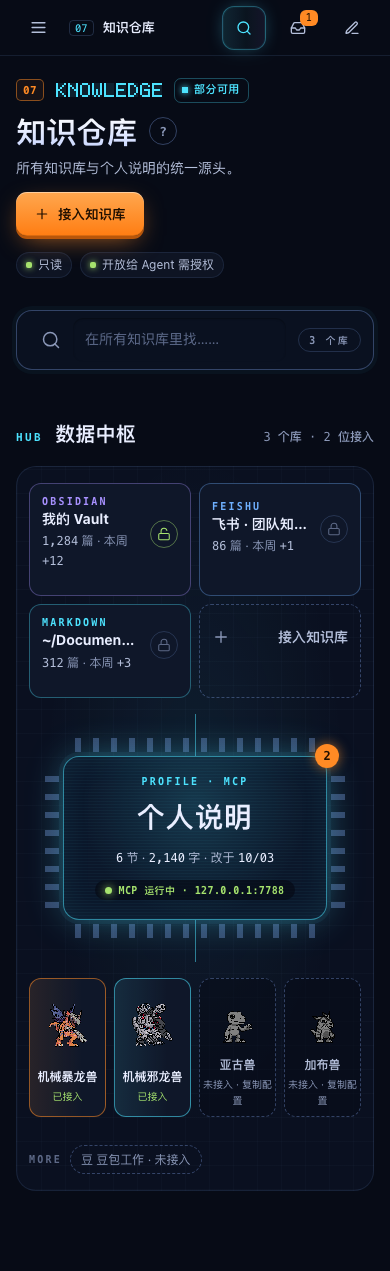 07 知识仓库
1
07 KNOWLEDGE 部分可用
知识仓库 ?
所有知识库与个人说明的统一源头。
接入知识库
只读 开放给 Agent 需授权
在所有知识库里找…… 3 个库
HUB 数据中枢 3 个库 · 2 位接入
OBSIDIAN
我的 Vault
1,284 篇 · 本周
+12
FEISHU
飞书 · 团队知...
86 篇 · 本周 +1
MARKDOWN
~/Documen...
312 篇 · 本周 +3
接入知识库
2
PROFILE · MCP
个人说明
6 节 · 2,140 字 · 改于 10/03
MCP 运行中 · 127.0.0.1:7788
机械暴龙兽
已接入
机械邪龙兽
已接入
亚古兽
未接入 · 复制配
置
加布兽
未接入 · 复制配
置
MORE 豆 豆包工作 · 未接入